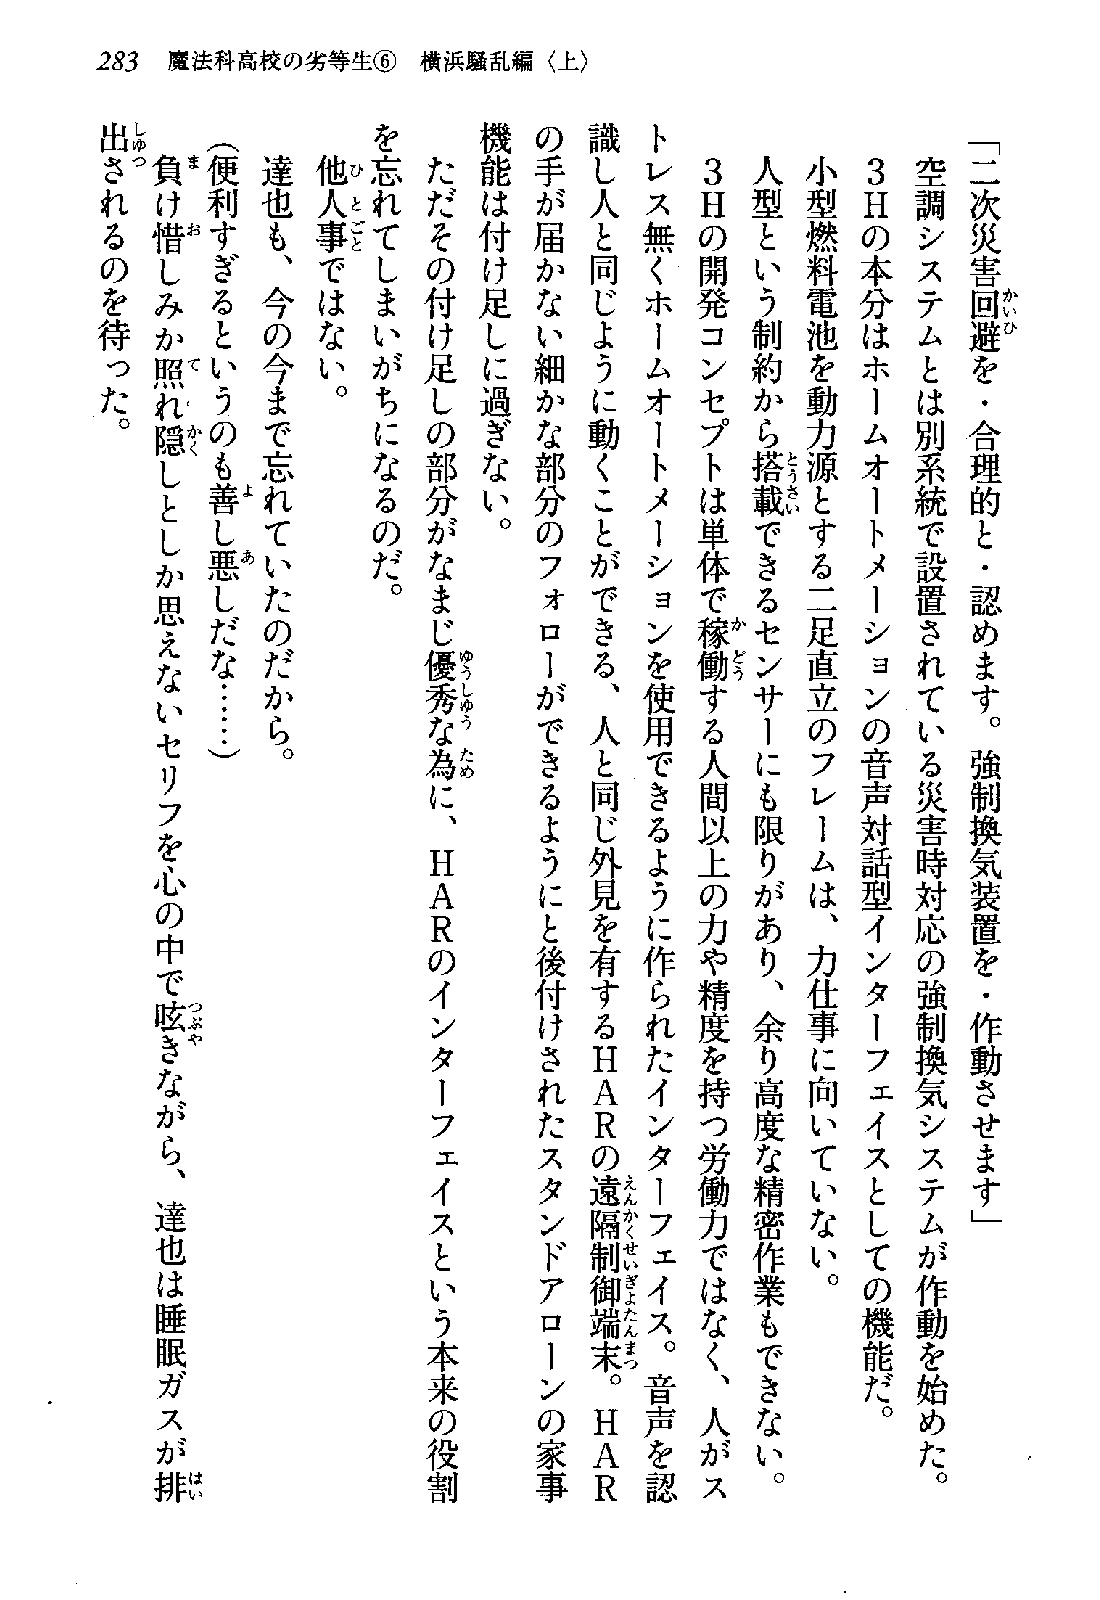 283 魔法科高校の劣等生⑥ 横浜騒乱編〈上〉
「二次災害回避を・合理的と・認めます。強制換気装置を・作動させます」
空調システムとは別系統で設置されている災害時対応の強制換気システムが作動を始めた。
3Hの本分はホームオートメーションの音声対話型インターフェイスとしての機能だ。
小型燃料電池を動力源とする二足直立のフレームは、力仕事に向いていない。
人型という制約から搭載できるセンサーにも限りがあり、余り高度な精密作業もできない。
3Hの開発コンセプトは単体で稼働する人間以上の力や精度を持つ労働力ではなく、人がス
トレス無くホームオートメーションを使用できるように作られたインターフェイス。音声を認
識し人と同じように動くことができる、人と同じ外見を有するHARの遠隔制御端末。HAR
の手が届かない細かな部分のフォローができるようにと後付けされたスタンドアローンの家事
機能は付け足しに過ぎない。
ただその付け足しの部分がなまじ優秀な為に、HARのインターフェイスという本来の役割
を忘れてしまいがちになるのだ。
他人事ではない。
達也も、今の今まで忘れていたのだから。
(便利すぎるというのも善し悪しだな……)
負け惜しみか照れ隠しとしか思えないセリフを心の中で呟きながら、達也は睡眠ガスが排
出されるのを待った。